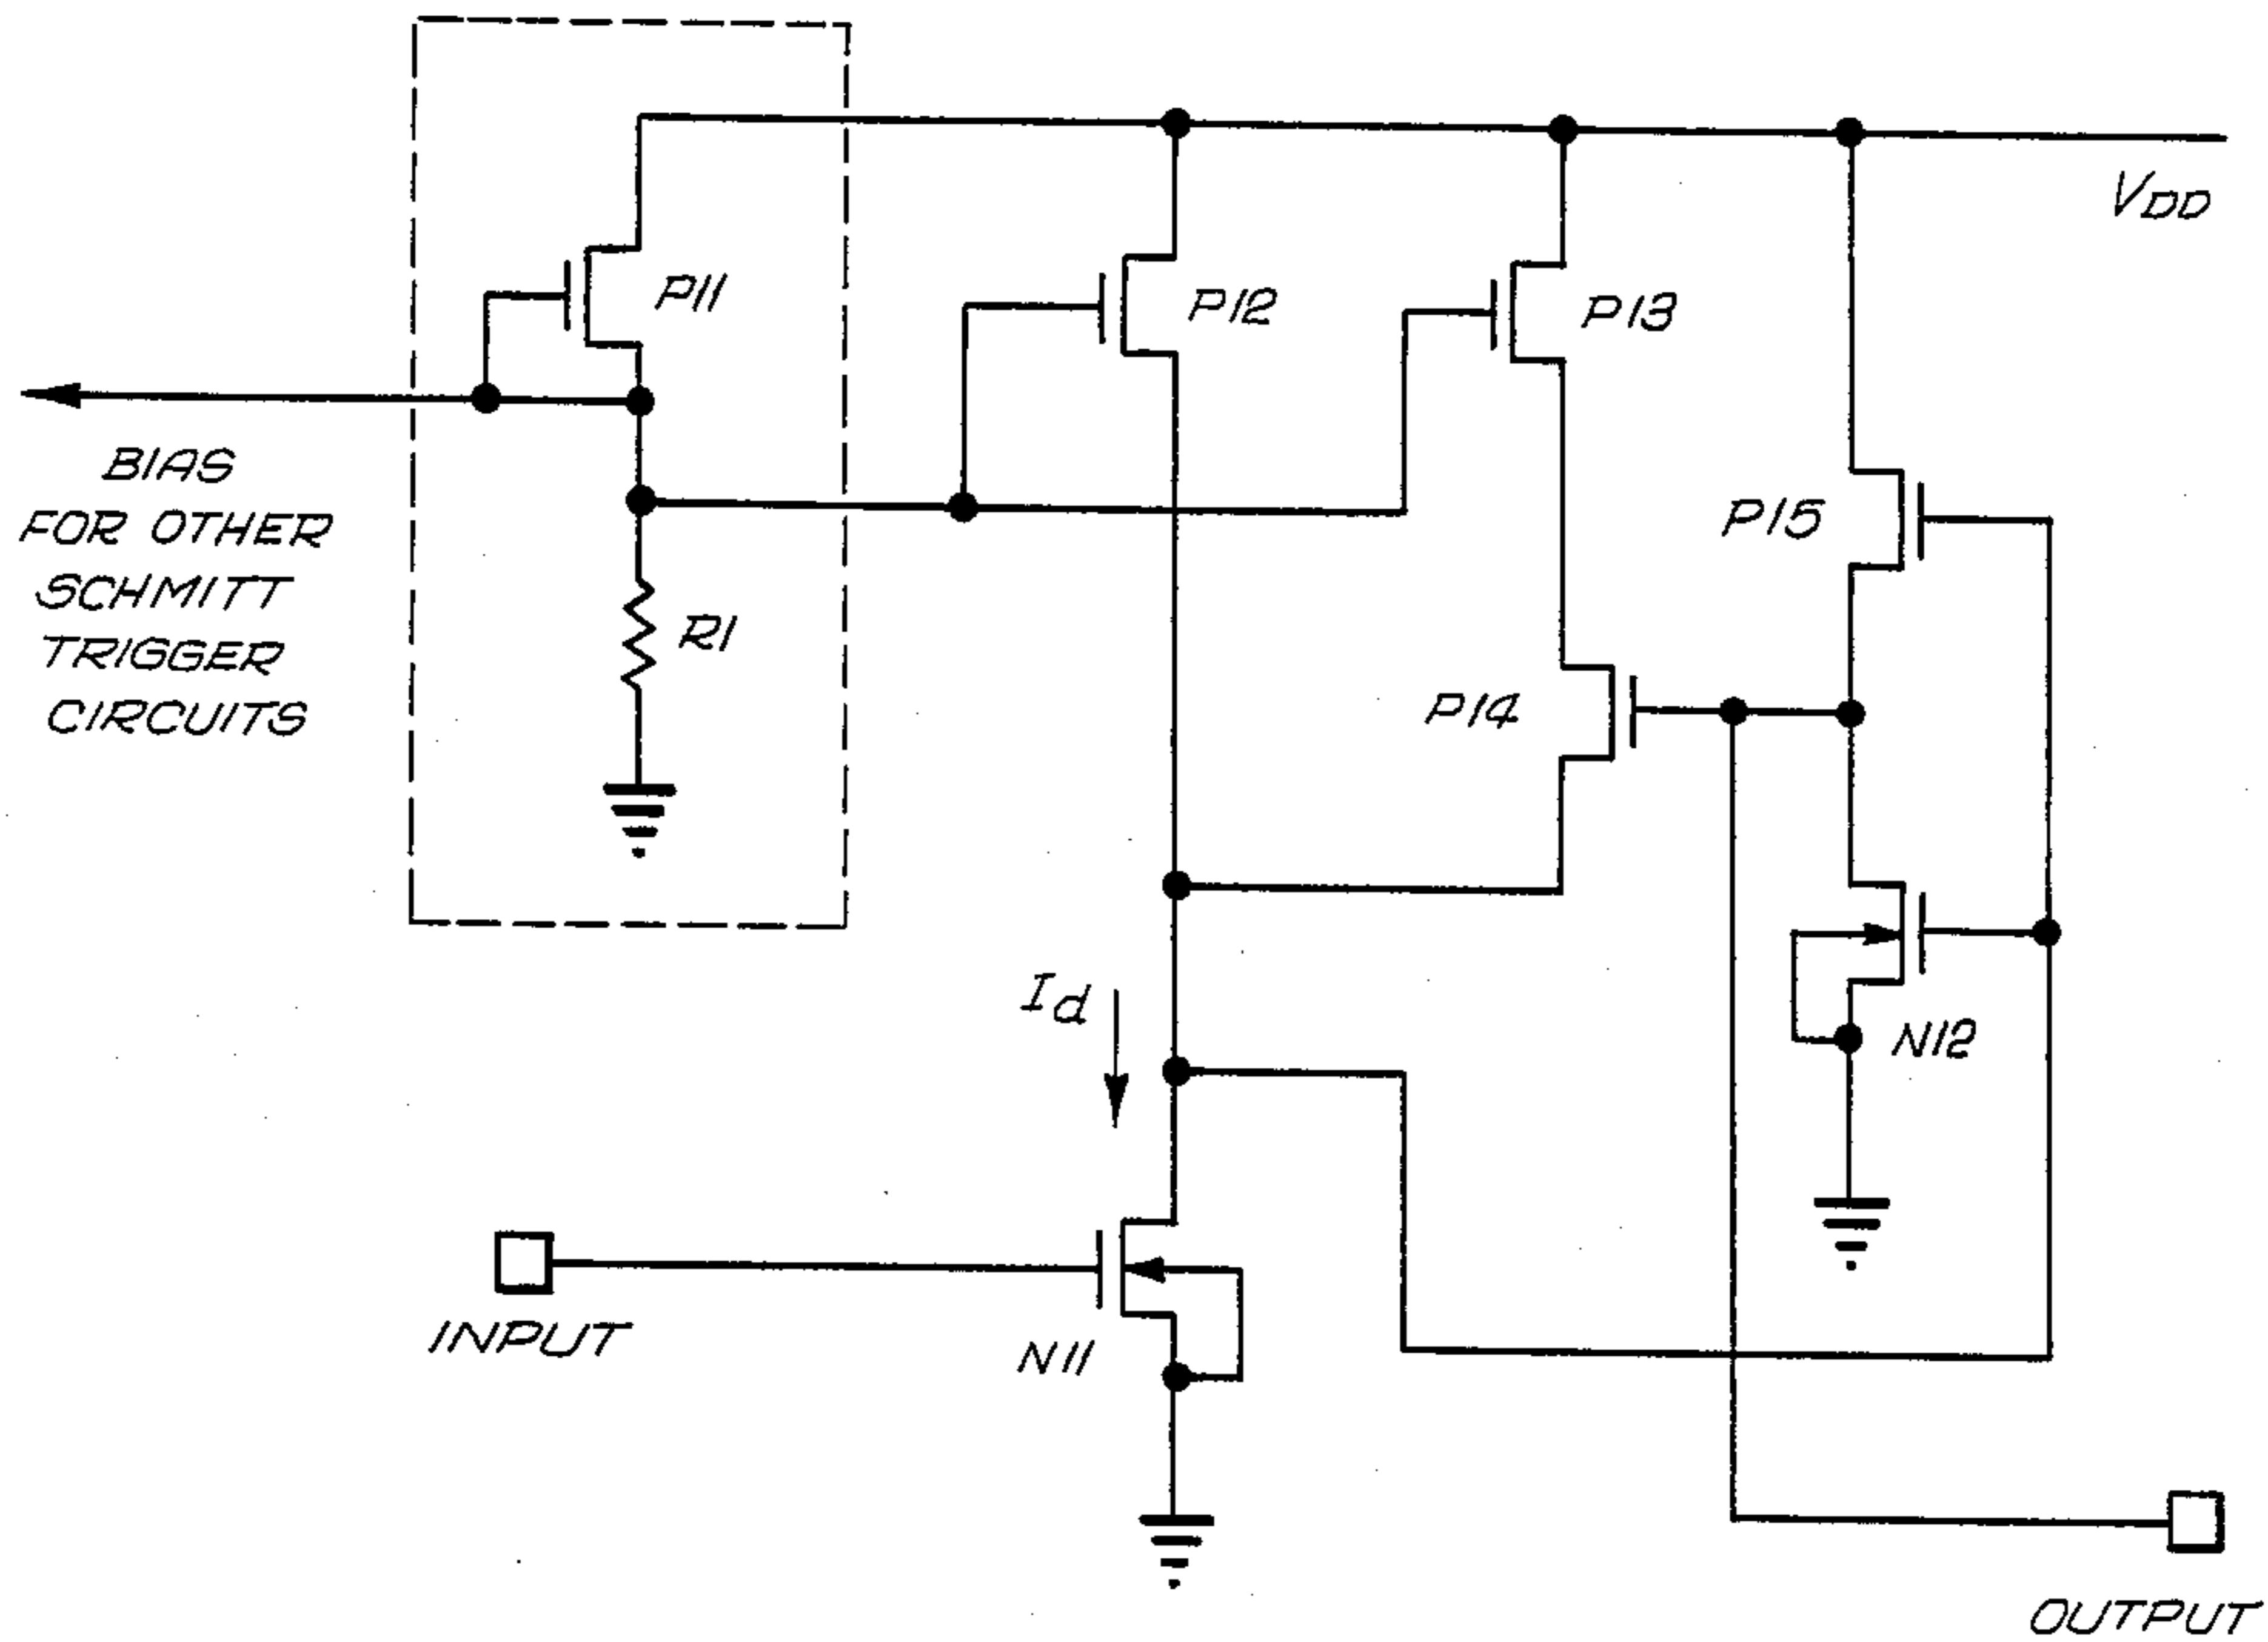 VDD
P11
P12
P13
BIAS
FOR OTHER
SCHMITT
TRIGGER
CIRCUITS
P15
R1
P14
Id
N12
INPUT
N11
OUTPUT